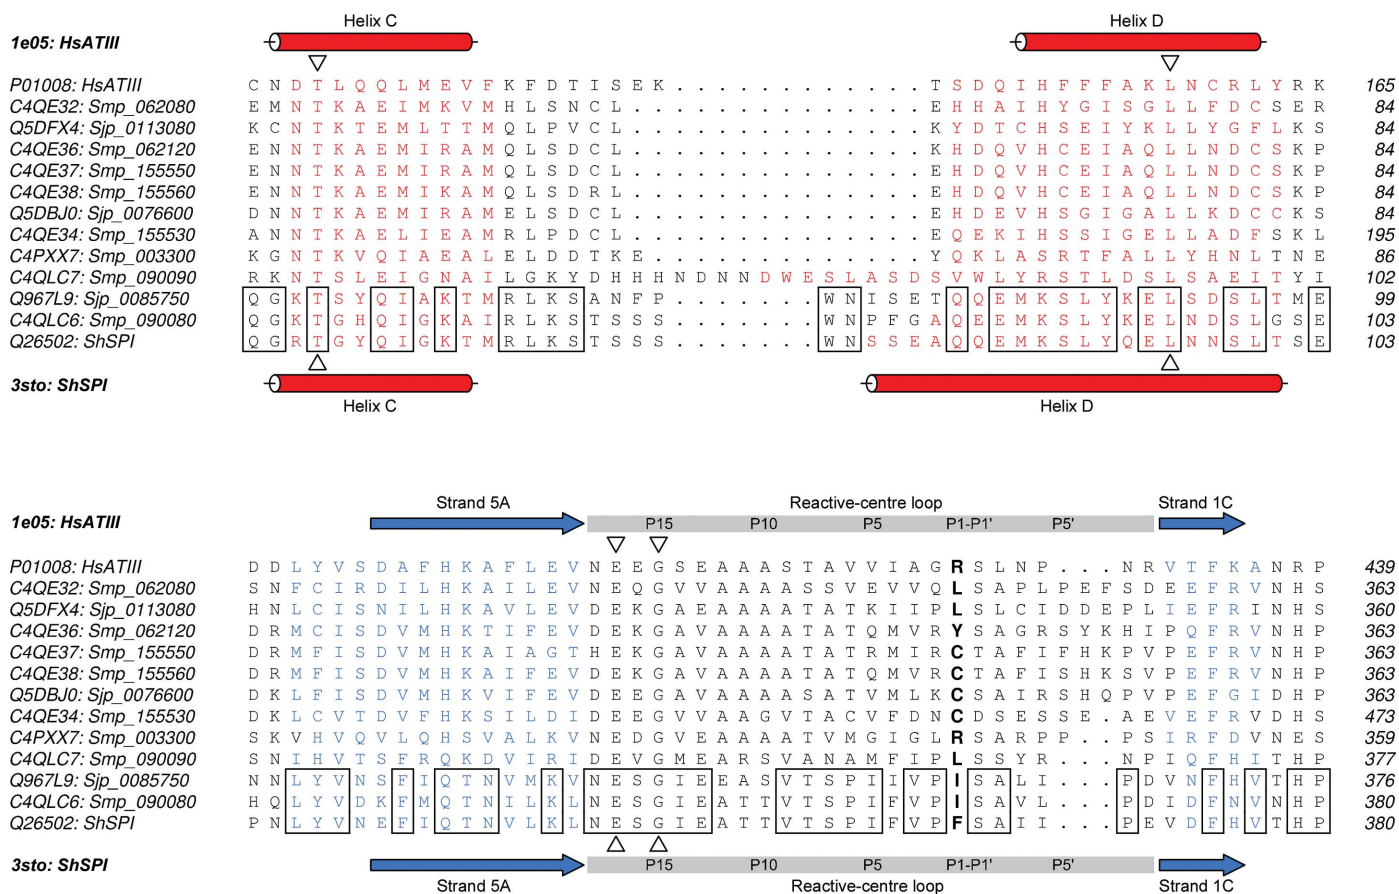 Helix C Helix D
1e05: HsATIII
P01008: HsATIII C N D T L Q Q L M E V F K F D T I S E K . . . . . . . . . . . . T S D Q I H F F F A K L N C R L Y R K 165
C4QE32: Smp_062080 E M N T K A E I M K V M H L S N C L . . . . . . . . . . . . . . E H H A I H Y G I S G L L F D C S E R 84
Q5DFX4: Sjp_0113080 K C N T K T E M L T T M Q L P V C L . . . . . . . . . . . . . . K Y D T C H S E I Y K L L Y G F L K S 84
C4QE36: Smp_062120 E N N T K A E M I R A M Q L S D C L . . . . . . . . . . . . . . K H D Q V H C E I A Q L L N D C S K P 84
C4QE37: Smp_155550 E N N T K A E M I K A M Q L S D C L . . . . . . . . . . . . . . E H D Q V H C E I A Q L L N D C S K P 84
C4QE38: Smp_155560 E N N T K A E M I K A M Q L S D R L . . . . . . . . . . . . . . E H D Q V H C E I A Q L L N D C S K P 84
Q5DBJ0: Sjp_0076600 D N N T K A E M I R A M E L S D C L . . . . . . . . . . . . . . E H D E V H S G I G A L L K D C C K S 84
C4QE34: Smp_155530 A N N T K A E L I E A M R L P D C L . . . . . . . . . . . . . . E Q E K I H S S I G E L L A D F S K L 195
C4PXX7: Smp_003300 K G N T K V Q I A E A L E L D D T K E . . . . . . . . . . . . . Y Q K L A S R T F A L L Y H N L T N E 86
C4QLC7: Smp_090090 R K N T S L E I G N A I L G K Y D H H H N D N N D W E S L A S D S V W L Y R S T L D S L S A E I T Y I 102
Q967L9: Sjp_0085750 Q G K T S Y Q I A K T M R L K S A N F P . . . . . . . W N I S E T Q Q E M K S L Y K E L S D S L T M E 99
C4QLC6: Smp_090080 Q G K T G H Q I G K A I R L K S T S S S . . . . . . . W N P F G A Q E E M K S L Y K E L N D S L G S E 103
Q26502: ShSPI Q G R T G Y Q I G K T M R L K S T S S S . . . . . . . W N S S E A Q Q E M K S L Y Q E L N N S L T S E 103
3sto: ShSPI
Helix C Helix D
Strand 5A Reactive-centre loop Strand 1C
1e05: HsATIII P15 P10 P5 P1-P1' P5'
P01008: HsATIII D D L Y V S D A F H K A F L E V N E E G S E A A A S T A V V I A G R S L N P . . . N R V T F K A N R P 439
C4QE32: Smp_062080 S N F C I R D I L H K A I L E V N E Q G V V A A A A S S V E V V Q L S A P L P E F S D E E F R V N H P 363
Q5DFX4: Sjp_0113080 H N L C I S N I L H K A V L E V D E K G A E A A A A T A T K I I P L S L C I D D E P L I E F R I N H S 360
C4QE36: Smp_062120 D R M C I S D V M H K T I F E V D E K G A V A A A A T A T Q M V R Y S A G R S Y K H I P Q F R V N H P 363
C4QE37: Smp_155550 D R M F I S D V M H K A I A G T H E K G A V A A A A T A T R M I R C T A F I F H K P V P E F R V D H P 363
C4QE38: Smp_155560 D R M F I S D V M H K A C I F E V D E K G A V A A A A T A T Q M V R C T A F I S H K S V P E F R V N H P 363
Q5DBJ0: Sjp_0076600 D K L F I S D V M H K V I F E V D E E G A V A A A A S A T V M L K C S A I R S H Q P V P E F G I D H P 363
C4QE34: Smp_155530 D K L C V T D V F H K S I L D I D E E G V V A A G V T A C V F D N C D S E S S E . A E V E F R V D H S 473
C4PXX7: Smp_003300 S K V H V Q V L Q H S V A L K V N E D G V E A A A A T A V M G I G L R S A R P P . . P S I R F D V N E S 359
C4QLC7: Smp_090090 S N I H V T S F R Q K D V I R I D E V G M E A R S V A N A M F I P L S S Y R . . N P I Q F H I T H P 377
Q967L9: Sjp_0085750 N N L Y V N S F I Q T N V M K V N E S G I E E A S V T S P I I V P I S A L I . . . P D V N F H V T H P 376
C4QLC6: Smp_090080 H Q L Y V D K F M Q T N I L K L N E S G I E A T T V T S P I F V P I S A V L . . . P D I D F N V N H P 380
Q26502: ShSPI P N L Y V N E F I Q T N V L K L N E S G I E A T T V T S P I F V P F S A I I . . . P E V D F H V T H P 380
3sto: ShSPI P15 P10 P5 P1-P1' P5'
Strand 5A Reactive-centre loop Strand 1C